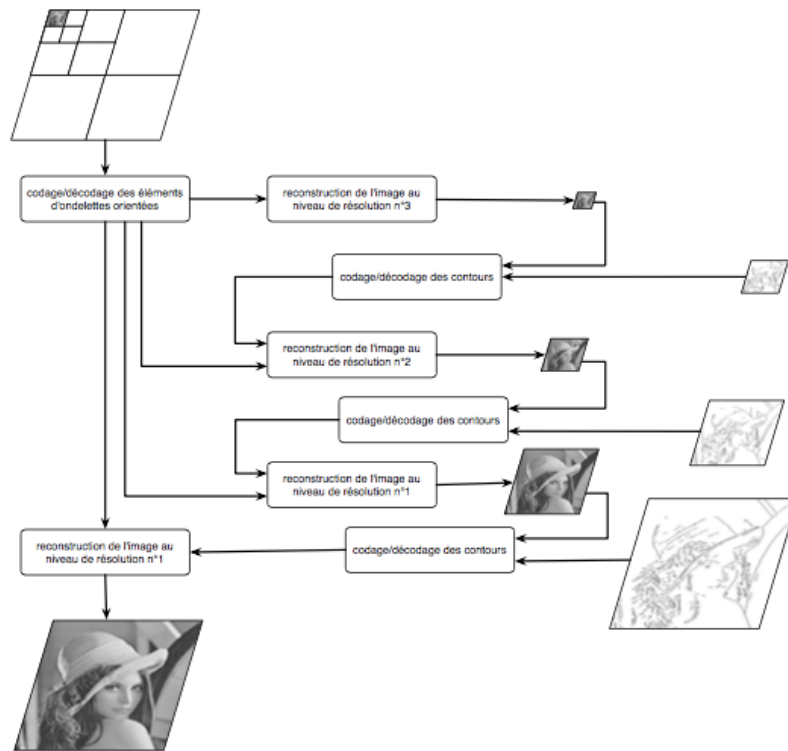 codage/décodage des éléments
d'ondelettes orientées
reconstruction de l'image au
niveau de résolution n°3
codage/décodage des contours
reconstruction de l'image au
niveau de résolution n°2
codage/décodage des contours
reconstruction de l'image au
niveau de résolution n°1
reconstruction de l'image au
niveau de résolution n°1
codage/décodage des contours